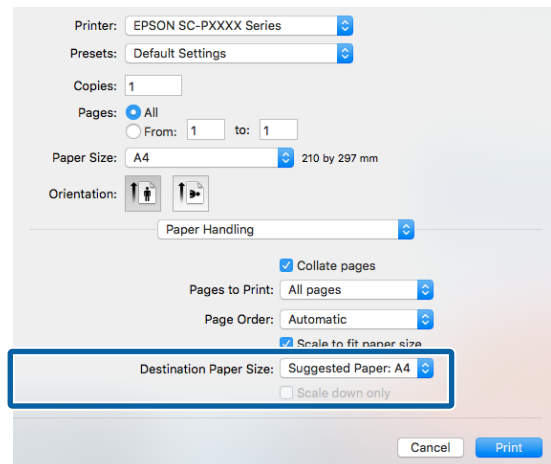 Printer: EPSON SC-PXXXX Series
Presets: Default Settings
Copies: 1
Pages: All
From: 1 to: 1
Paper Size: A4 210 by 297 mm
Orientation:
Paper Handling
Collate pages
Pages to Print: All pages
Page Order: Automatic
Scale to fit paper size
Destination Paper Size: Suggested Paper: A4
Scale down only
Cancel Print